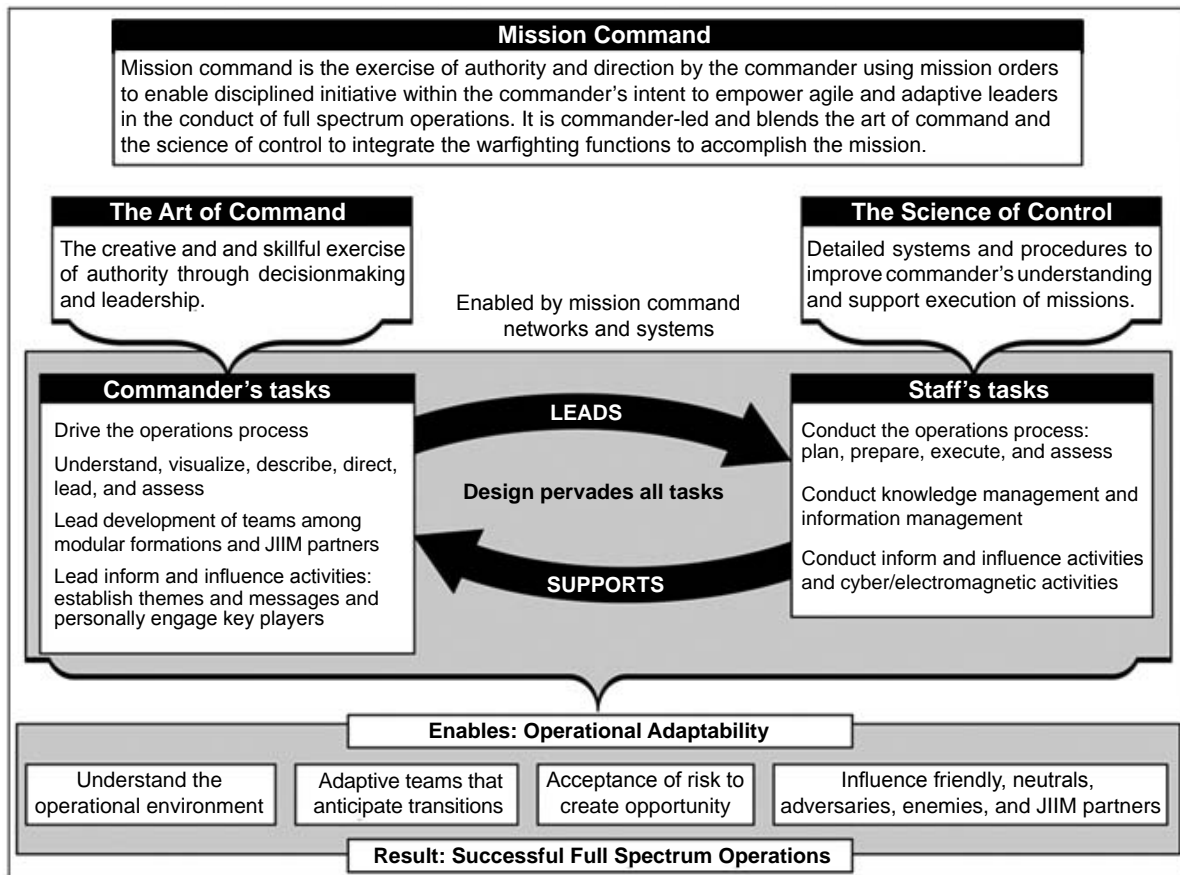 Mission Command
Mission command is the exercise of authority and direction by the commander using mission orders
to enable disciplined initiative within the commander's intent to empower agile and adaptive leaders
in the conduct of full spectrum operations. It is commander-led and blends the art of command and
the science of control to integrate the warfighting functions to accomplish the mission.
The Art of Command
The creative and and skillful exercise
of authority through decisionmaking
and leadership.
The Science of Control
Detailed systems and procedures to
improve commander's understanding
and support execution of missions.
Enabled by mission command
networks and systems
Commander's tasks
Drive the operations process
Understand, visualize, describe, direct,
lead, and assess
Lead development of teams among
modular formations and JIIM partners
Lead inform and influence activities:
establish themes and messages and
personally engage key players
LEADS
Design pervades all tasks
SUPPORTS
Staff's tasks
Conduct the operations process:
plan, prepare, execute, and assess
Conduct knowledge management and
information management
Conduct inform and influence activities
and cyber/electromagnetic activities
Enables: Operational Adaptability
Understand the
operational environment
Adaptive teams that
anticipate transitions
Acceptance of risk to
create opportunity
Influence friendly, neutrals,
adversaries, enemies, and JIIM partners
Result: Successful Full Spectrum Operations